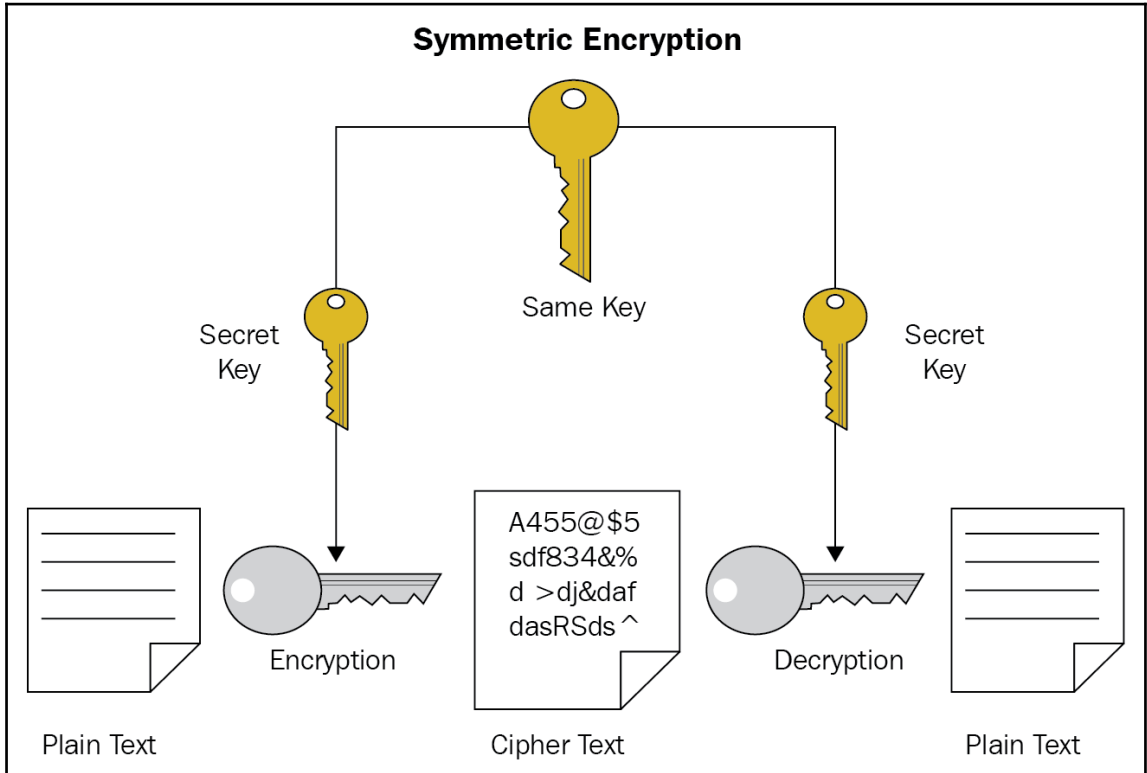 Symmetric Encryption
Same Key
Secret
Key
Secret
Key
A455@$5
sdf834&%
d >dj&daf
dasRSds ^
Encryption
Decryption
Plain Text
Cipher Text
Plain Text